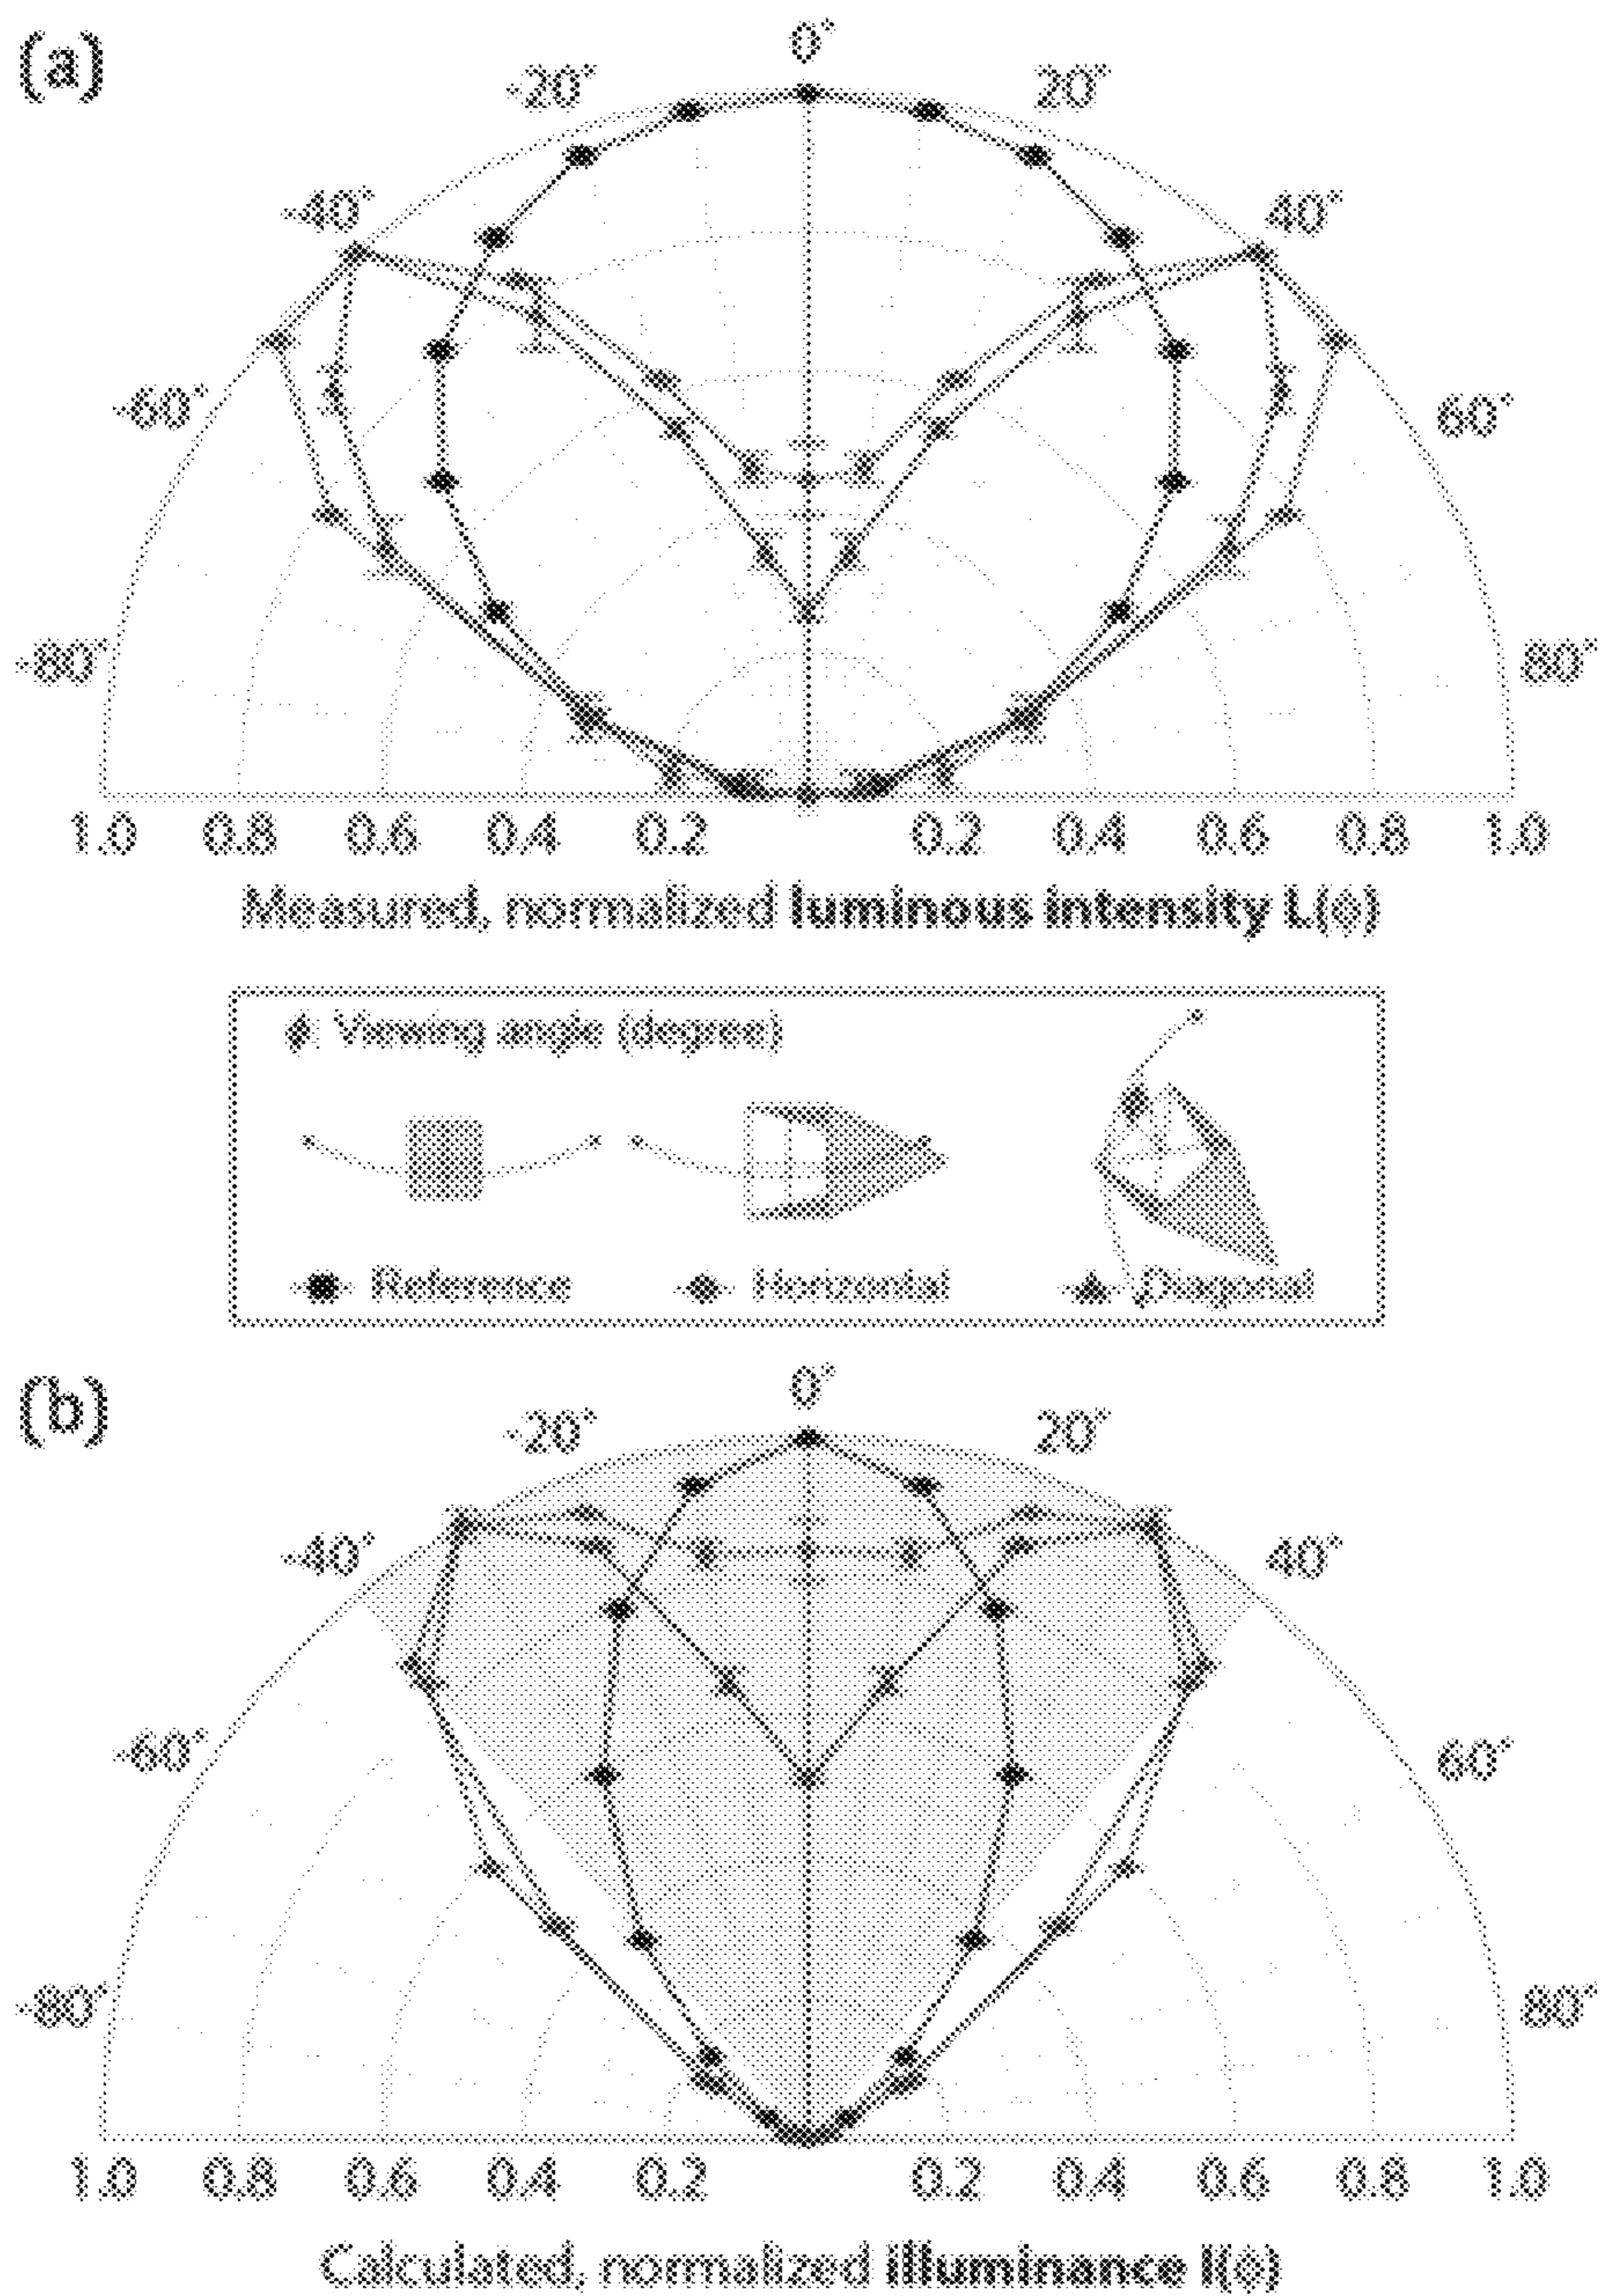 (a)
0°
-20° 20°
-40° 40°
-60° 60°
-80° 80°
1.0 0.8 0.6 0.4 0.2 0.2 0.4 0.6 0.8 1.0
Measured, normalized luminous intensity L(ϕ)
ϕ: Viewing angle (degree)
Reference Horizontal Diagonal
(b)
0°
-20° 20°
-40° 40°
-60° 60°
-80° 80°
1.0 0.8 0.6 0.4 0.2 0.2 0.4 0.6 0.8 1.0
Calculated, normalized illuminance I(ϕ)